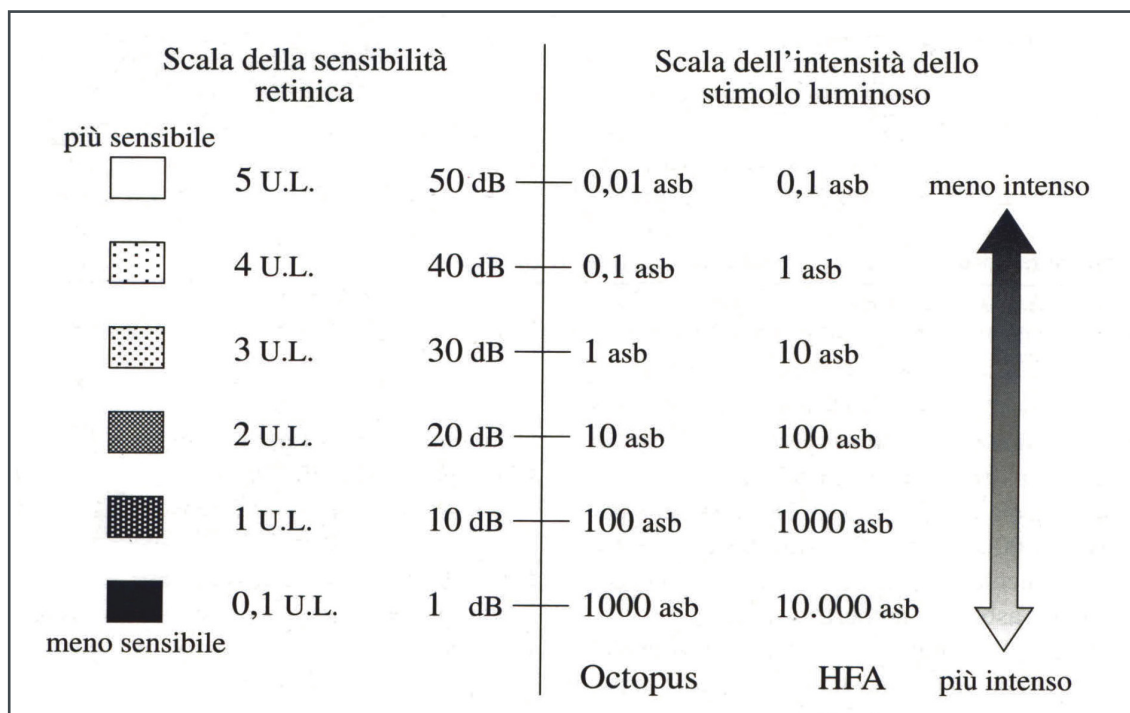 Scala della sensibilità
retinica
Scala dell'intensità dello
stimolo luminoso
più sensibile
5 U.L. 50 dB 0,01 asb 0,1 asb meno intenso
4 U.L. 40 dB 0,1 asb 1 asb
3 U.L. 30 dB 1 asb 10 asb
2 U.L. 20 dB 10 asb 100 asb
1 U.L. 10 dB 100 asb 1000 asb
0,1 U.L. 1 dB 1000 asb 10.000 asb
meno sensibile
Octopus HFA più intenso